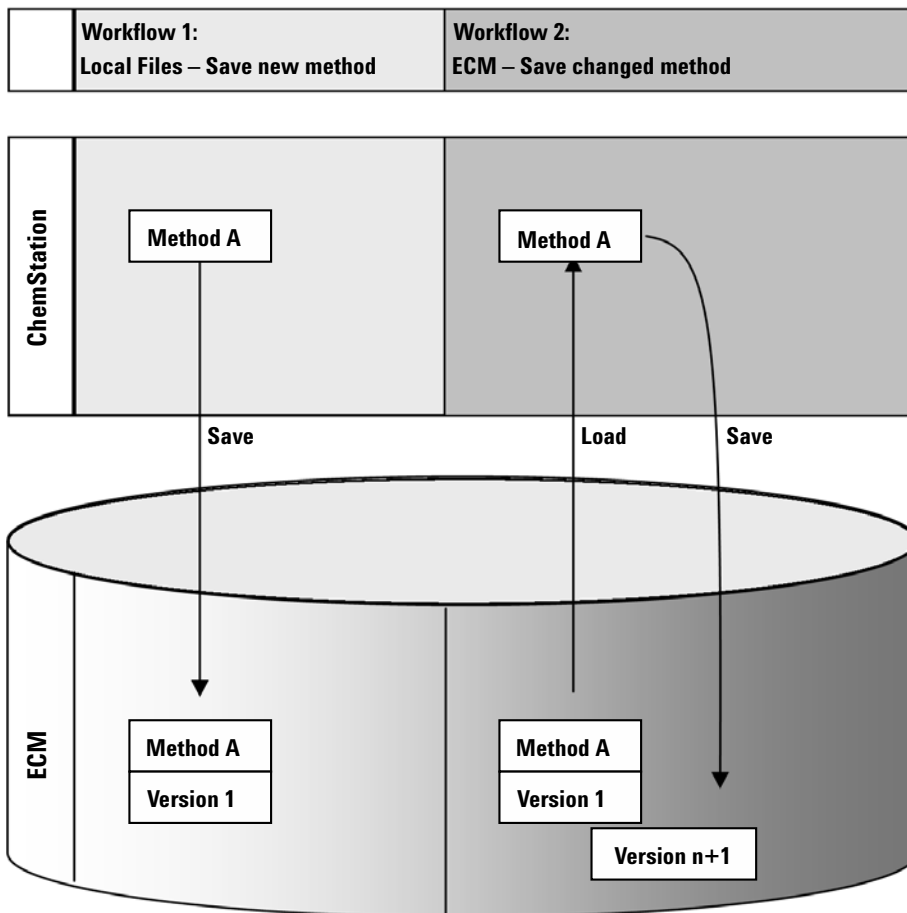 Workflow 1:
Local Files – Save new method
Workflow 2:
ECM – Save changed method
ChemStation
Method A
Method A
Save
Load
Save
ECM
Method A
Version 1
Method A
Version 1
Version n+1